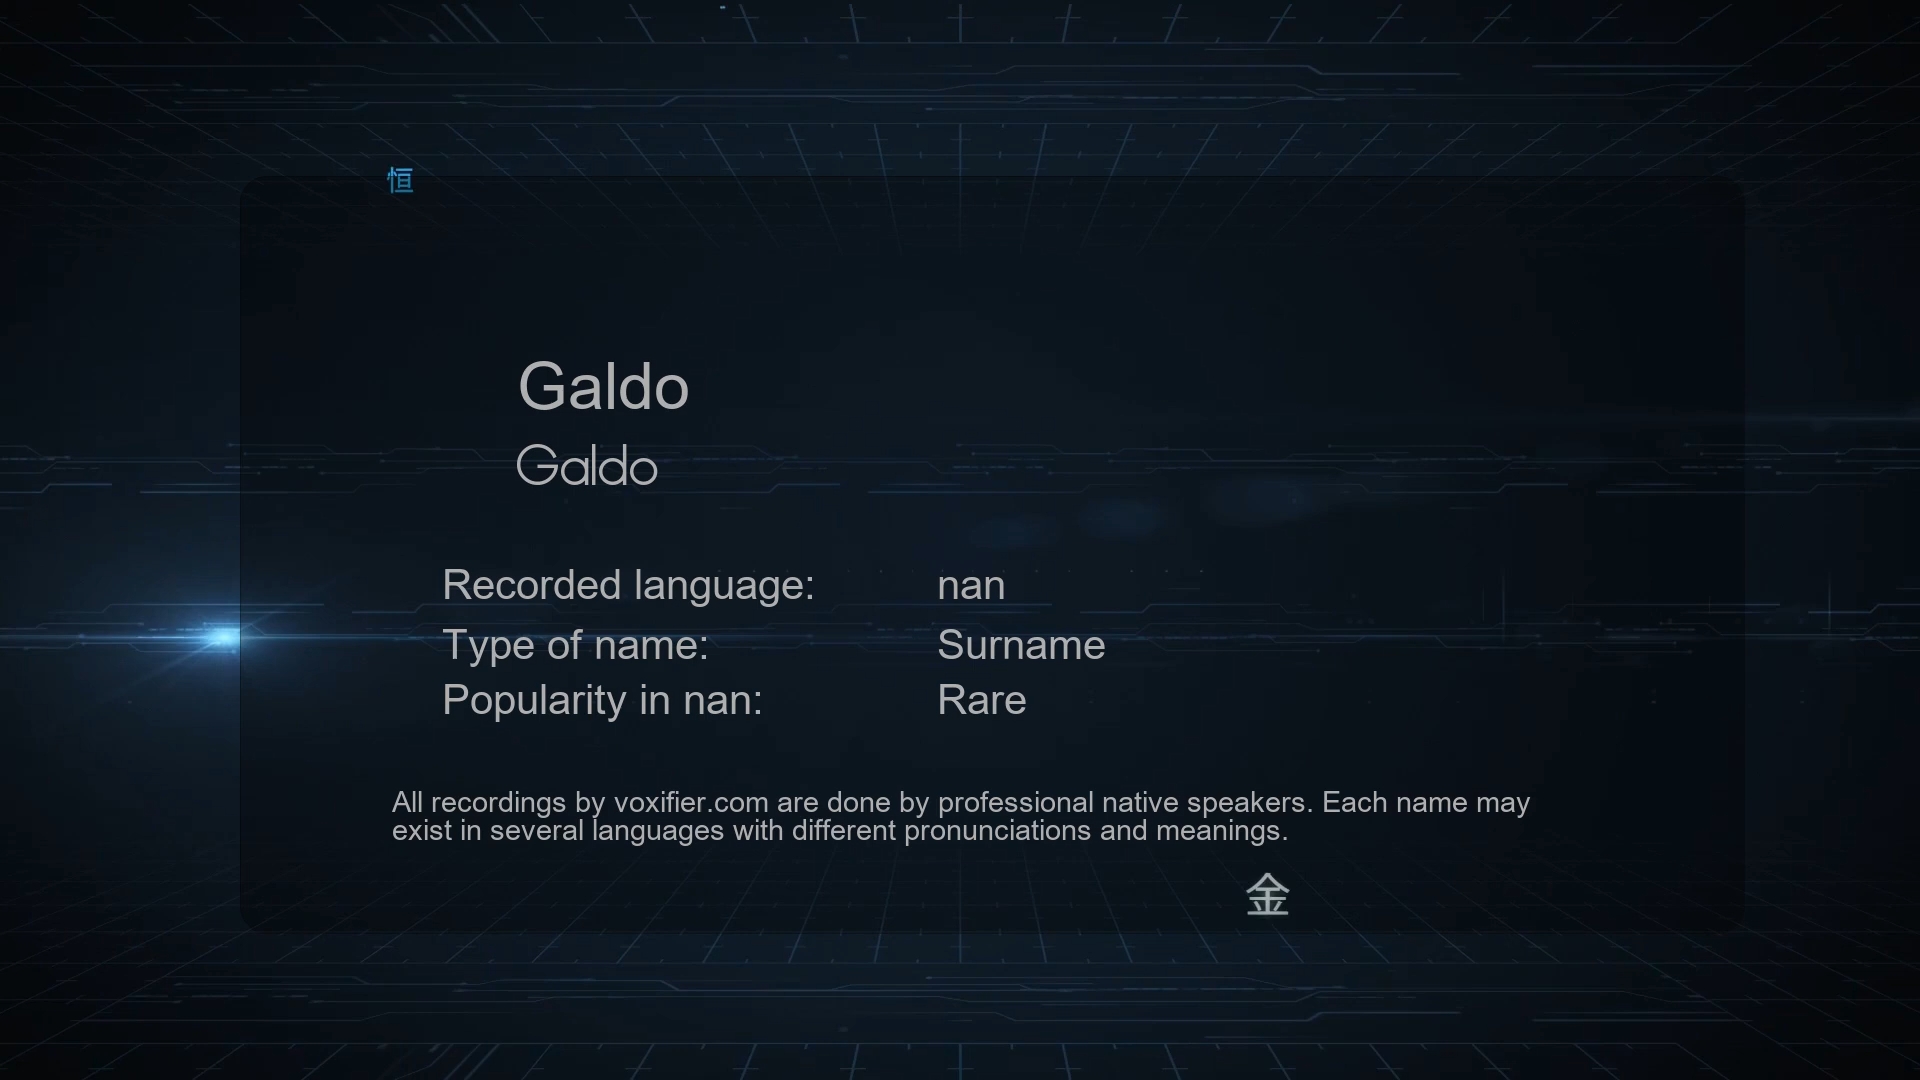 恒
Galdo
Galdo
Recorded language: nan
Type of name: Surname
Popularity in nan: Rare
All recordings by voxifier.com are done by professional native speakers. Each name may
exist in several languages with different pronunciations and meanings.
金